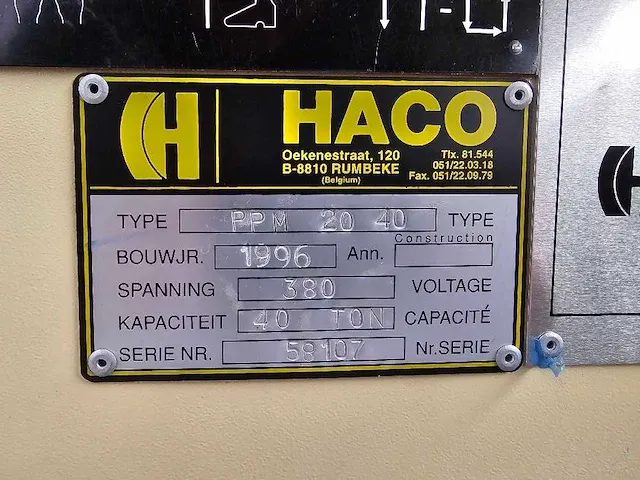 HACO
Oekenestraat, 120 Tlx. 81.544
B-8810 RUMBEKE 051/22.03.18
(Belgium) Fax. 051/22.09.79
TYPE PPM 20 40 TYPE
BOUWJR. 1996 Ann. Construction
SPANNING 380 VOLTAGE
KAPACITEIT 40 TON CAPACITÉ
SERIE NR. 58107 Nr. SERIE